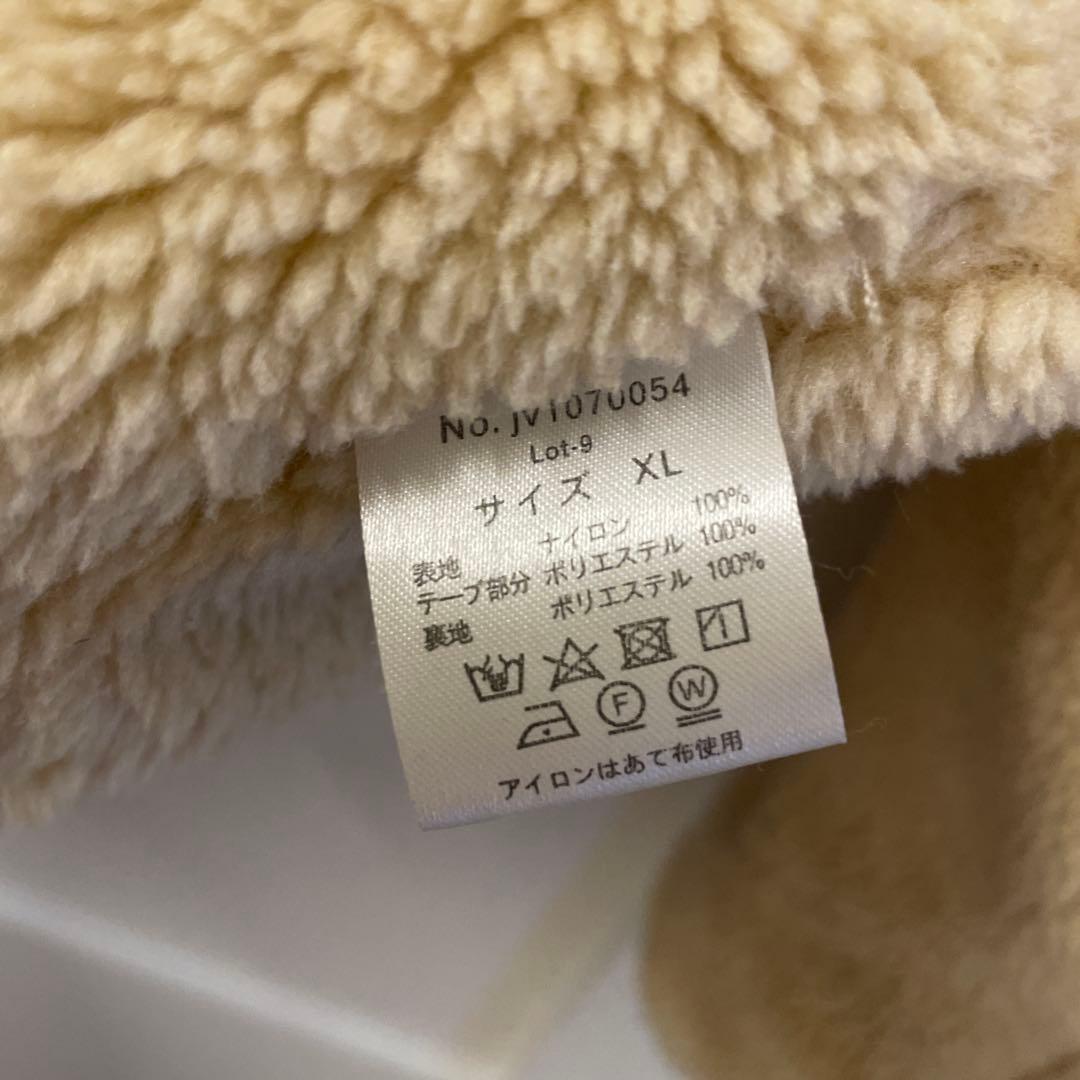 No. jv1070054
Lot-9
サイズ XL
表地 ナイロン 100%
テープ部分 ポリエステル 100%
裏地 ポリエステル 100%
F W
アイロンはあて布使用